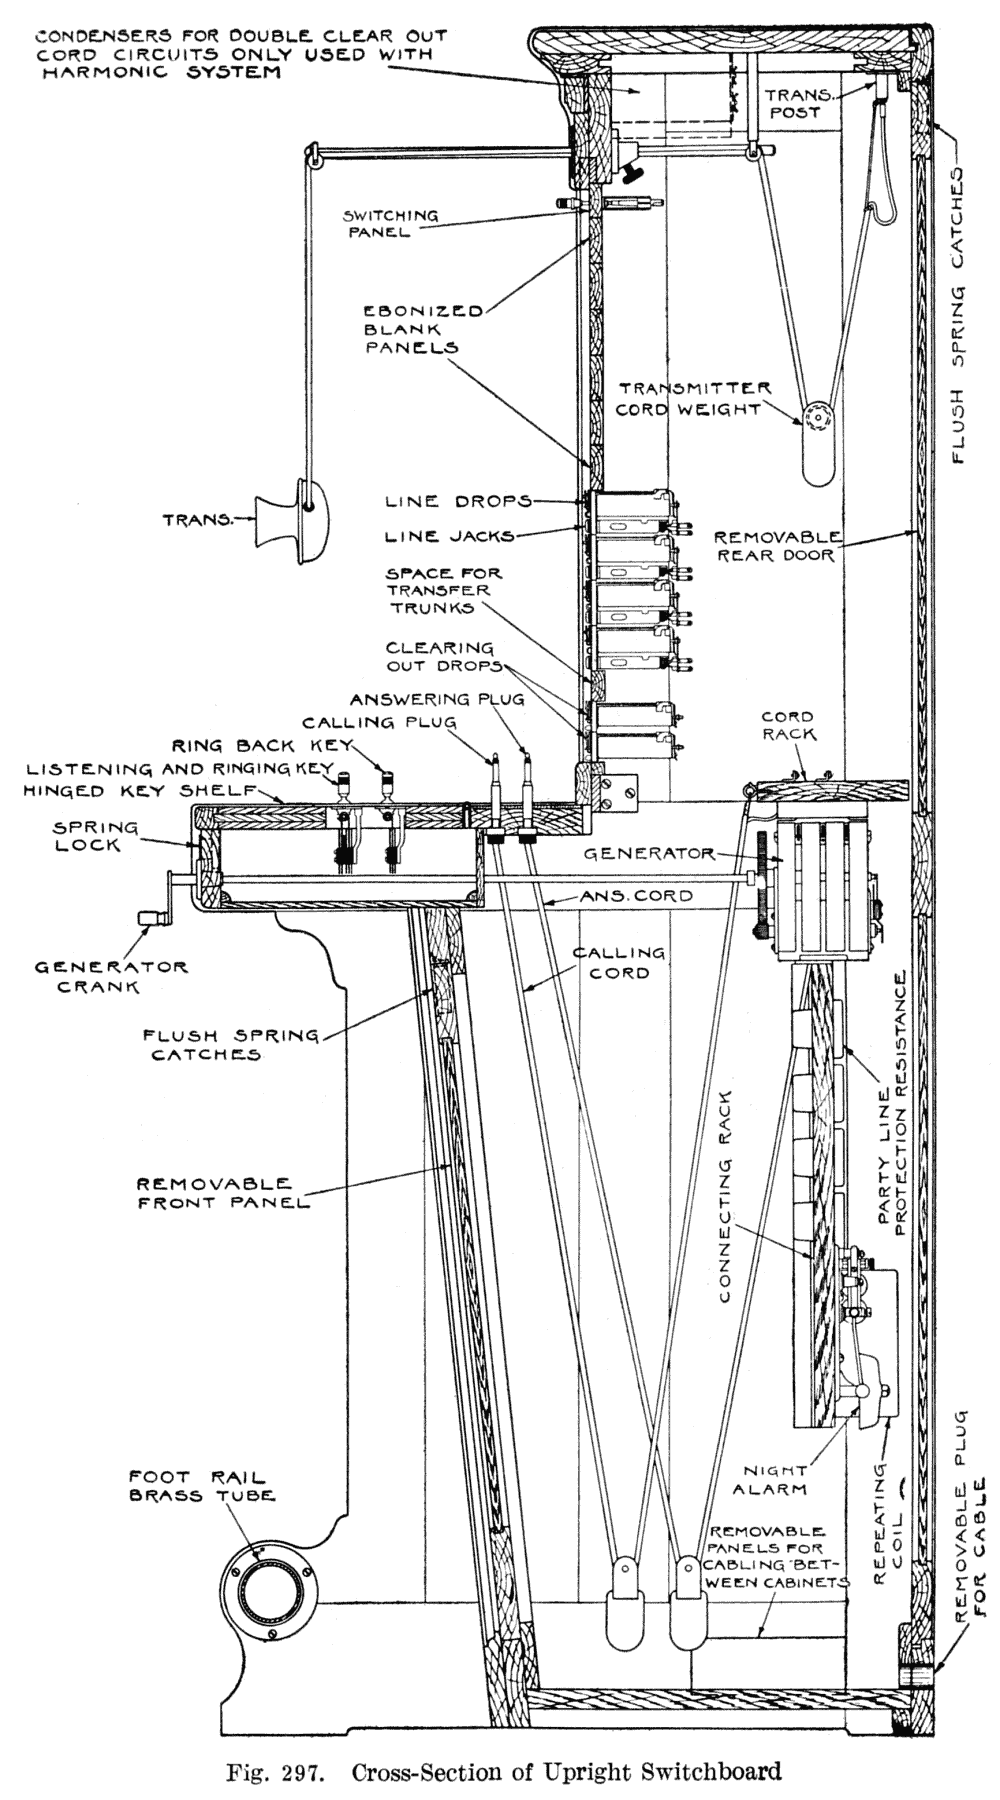 CONDENSERS FOR DOUBLE CLEAR OUT
CORD CIRCUITS ONLY USED WITH
HARMONIC SYSTEM
TRANS.
POST
FLUSH SPRING CATCHES
SWITCHING
PANEL
EBONIZED
BLANK
PANELS
TRANSMITTER
CORD WEIGHT
TRANS.
LINE DROPS
LINE JACKS
REMOVABLE
REAR DOOR
SPACE FOR
TRANSFER
TRUNKS
CLEARING
OUT DROPS
ANSWERING PLUG
CALLING PLUG
RING BACK KEY
LISTENING AND RINGING KEY
HINGED KEY SHELF
CORD
RACK
SPRING
LOCK
GENERATOR
ANS. CORD
CALLING
CORD
GENERATOR
CRANK
FLUSH SPRING
CATCHES
PARTY LINE
PROTECTION RESISTANCE
CONNECTING RACK
REMOVABLE
FRONT PANEL
FOOT RAIL
BRASS TUBE
NIGHT
ALARM
REPEATING
COIL
REMOVABLE PLUG
FOR CABLE
REMOVABLE
PANELS FOR
CABLING BET-
WEEN CABINETS
Fig. 297. Cross-Section of Upright Switchboard